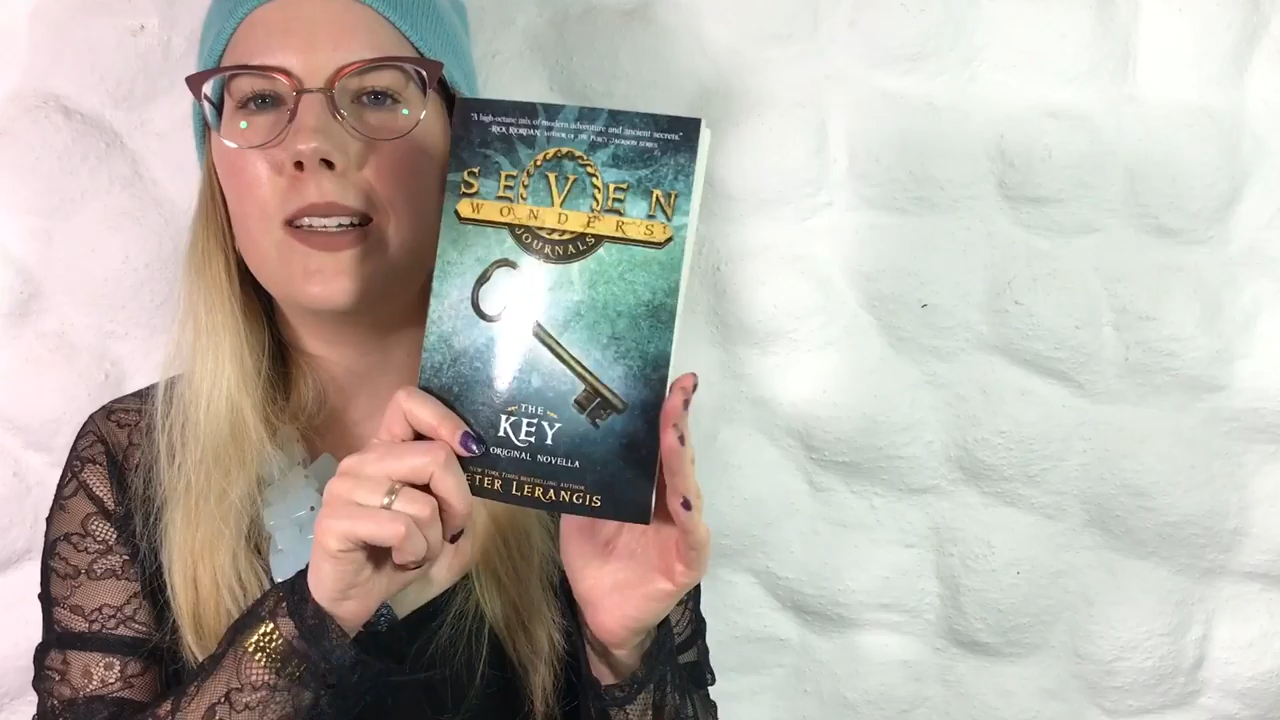 "A high-octane mix of modern adventure and ancient secrets."
–RICK RIORDAN, AUTHOR OF THE PERCY JACKSON SERIES
SEVEN
WONDERS
JOURNALS
THE
KEY
ORIGINAL NOVELLA
NEW YORK TIMES BESTSELLING AUTHOR
ETER LERANGIS